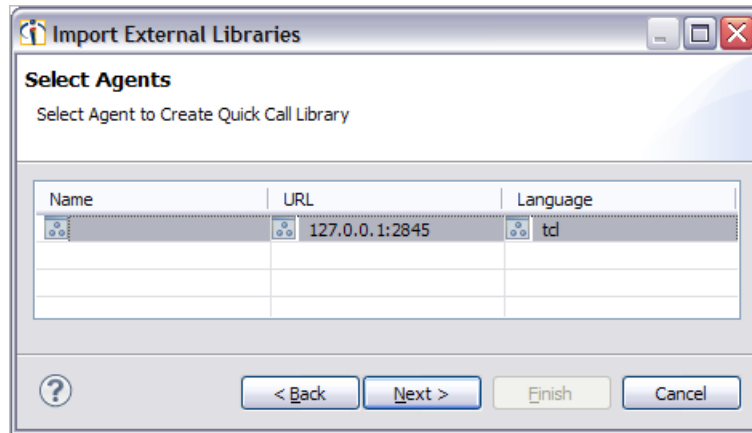 Import External Libraries
Select Agents
Select Agent to Create Quick Call Library
Name URL Language
127.0.0.1:2845 tcl
? < Back Next > Finish Cancel